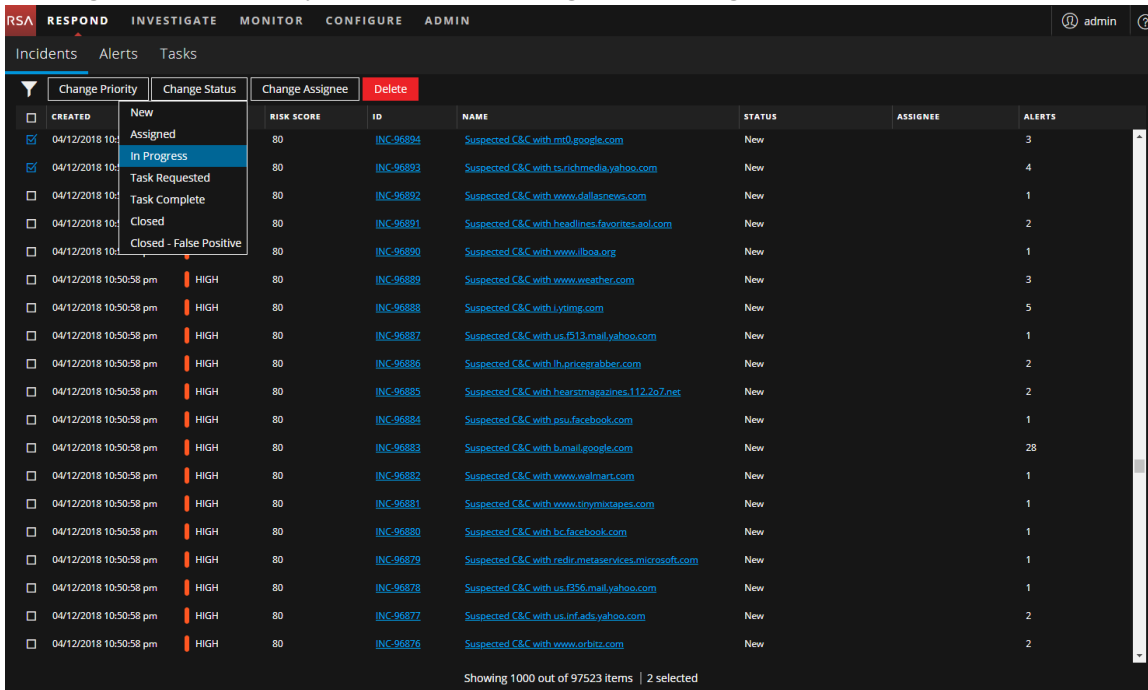 RSA RESPOND INVESTIGATE MONITOR CONFIGURE ADMIN admin
Incidents Alerts Tasks
Change Priority Change Status Change Assignee Delete
CREATED RISK SCORE ID NAME STATUS ASSIGNEE ALERTS
New
Assigned
In Progress
Task Requested
Task Complete
Closed
Closed - False Positive
04/12/2018 10: 80 INC-96894 Suspected C&C with mt0.google.com New 3
04/12/2018 10: 80 INC-96893 Suspected C&C with ts.richmedia.yahoo.com New 4
04/12/2018 10: 80 INC-96892 Suspected C&C with www.dallasnews.com New 1
04/12/2018 10: 80 INC-96891 Suspected C&C with headlines.favorites.aol.com New 2
04/12/2018 10: 80 INC-96890 Suspected C&C with www.ilboa.org New 1
04/12/2018 10:50:58 pm HIGH 80 INC-96889 Suspected C&C with www.weather.com New 3
04/12/2018 10:50:58 pm HIGH 80 INC-96888 Suspected C&C with i.ytimg.com New 5
04/12/2018 10:50:58 pm HIGH 80 INC-96887 Suspected C&C with us.f513.mail.yahoo.com New 1
04/12/2018 10:50:58 pm HIGH 80 INC-96886 Suspected C&C with lh.pricegrabber.com New 2
04/12/2018 10:50:58 pm HIGH 80 INC-96885 Suspected C&C with hearstmagazines.112.2o7.net New 2
04/12/2018 10:50:58 pm HIGH 80 INC-96884 Suspected C&C with psu.facebook.com New 1
04/12/2018 10:50:58 pm HIGH 80 INC-96883 Suspected C&C with b.mail.google.com New 28
04/12/2018 10:50:58 pm HIGH 80 INC-96882 Suspected C&C with www.walmart.com New 1
04/12/2018 10:50:58 pm HIGH 80 INC-96881 Suspected C&C with www.tinymixtapes.com New 1
04/12/2018 10:50:58 pm HIGH 80 INC-96880 Suspected C&C with bc.facebook.com New 1
04/12/2018 10:50:58 pm HIGH 80 INC-96879 Suspected C&C with redir.metaservices.microsoft.com New 1
04/12/2018 10:50:58 pm HIGH 80 INC-96878 Suspected C&C with us.f356.mail.yahoo.com New 1
04/12/2018 10:50:58 pm HIGH 80 INC-96877 Suspected C&C with us.inf.ads.yahoo.com New 2
04/12/2018 10:50:58 pm HIGH 80 INC-96876 Suspected C&C with www.orbitz.com New 2
Showing 1000 out of 97523 items | 2 selected